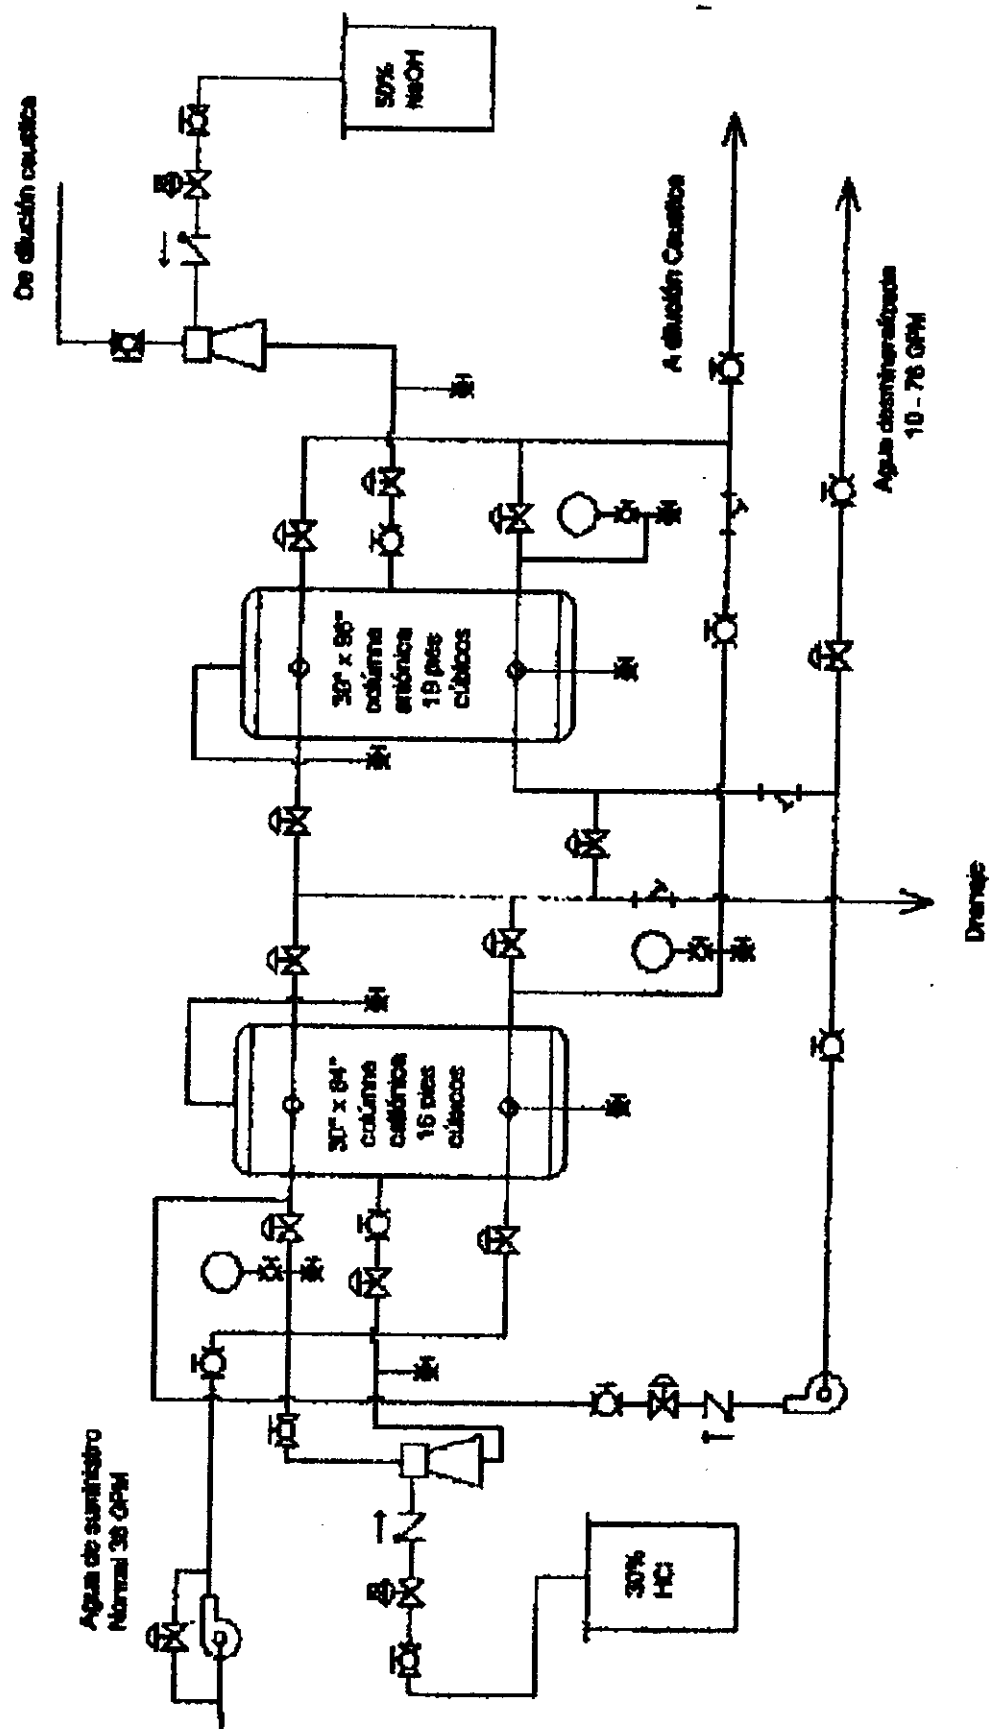 Agua de suministro
Normal 38 GPM
30%
HCl
30" x 84"
columna
catiónica
16 pies
cúbicos
30" x 96"
columna
aniónica
19 pies
cúbicos
De dilución caustica
50%
NaOH
A dilución Caustica
Agua desmineralizada
10 - 76 GPM
Drenaje